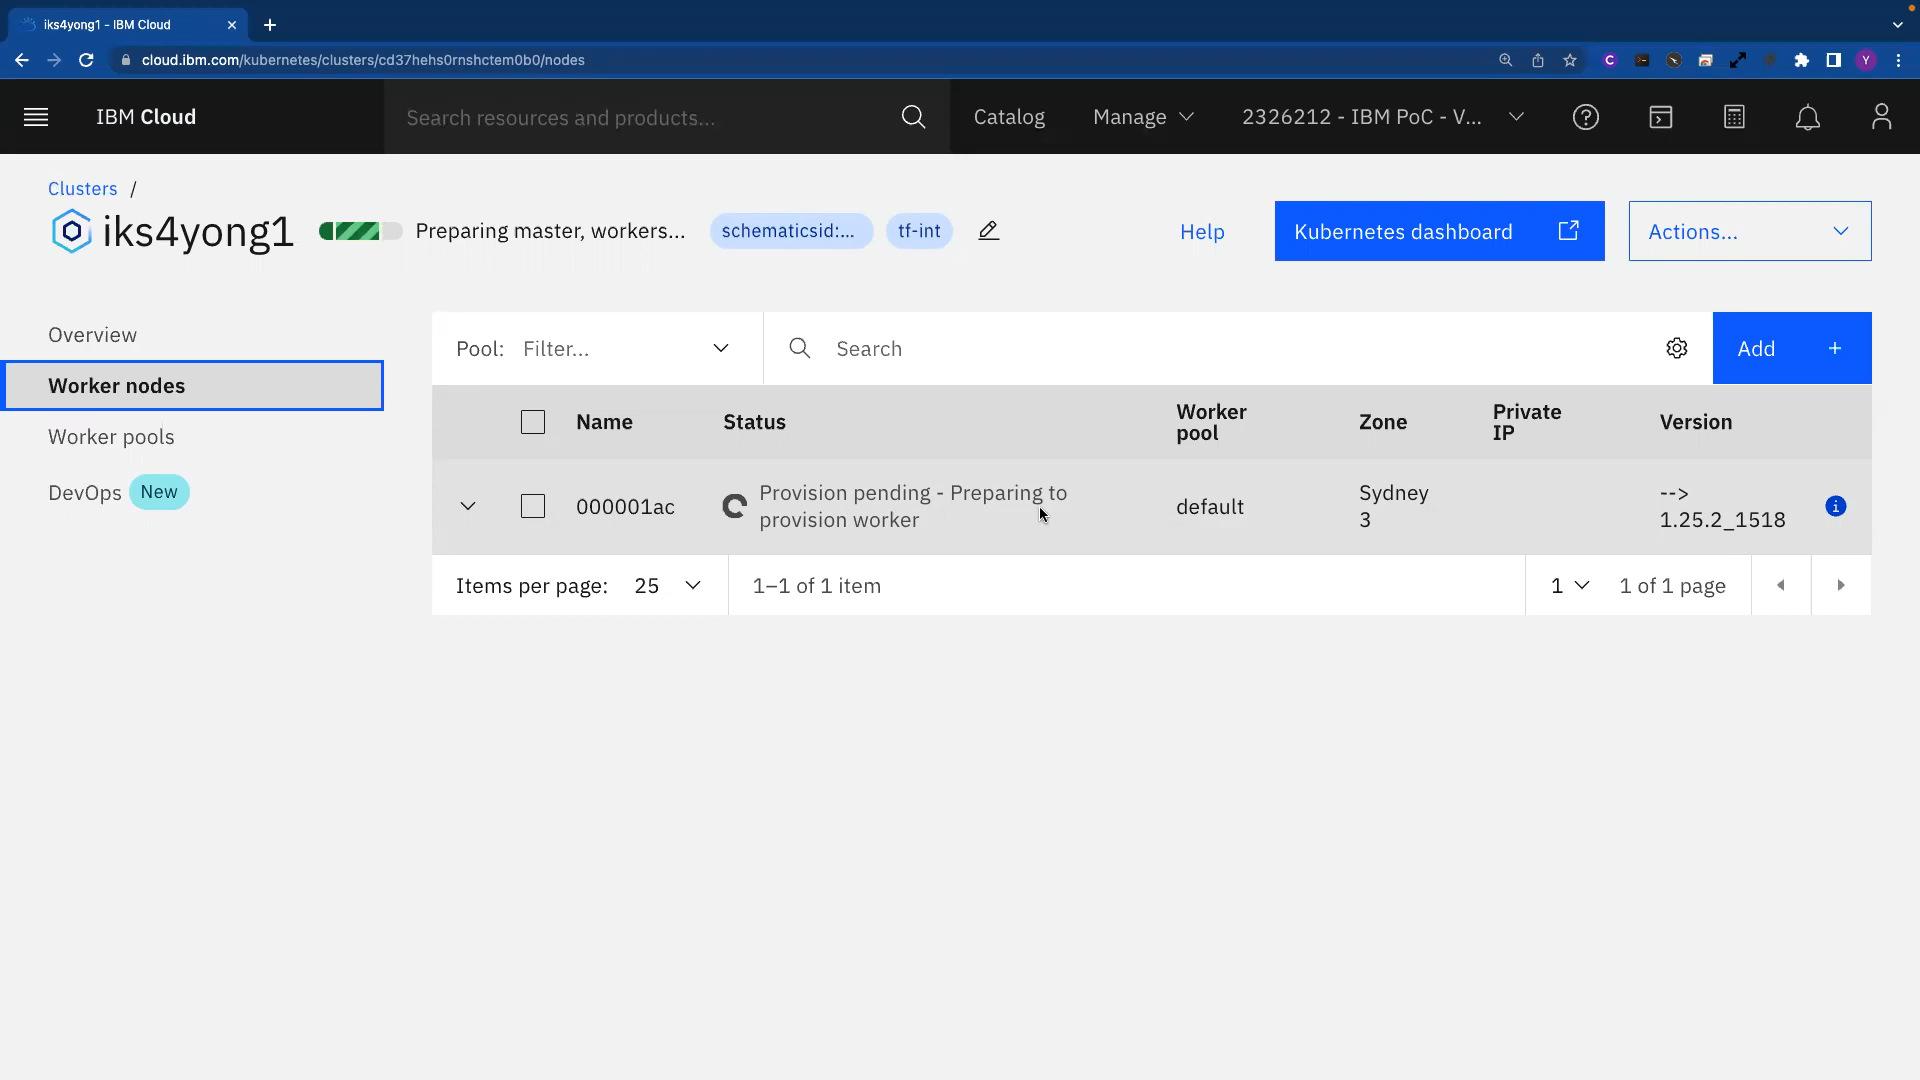 iks4yong1 - IBM Cloud
cloud.ibm.com/kubernetes/clusters/cd37hehs0rnshctem0b0/nodes
C
Y
IBM Cloud
Search resources and products...
Catalog
Manage
2326212 - IBM PoC - V...
Clusters /
iks4yong1
Preparing master, workers...
schematicsid:...
tf-int
Help
Kubernetes dashboard
Actions...
Overview
Worker nodes
Worker pools
DevOps New
Pool: Filter...
Search
Add +
Name
Status
Worker
pool
Zone
Private
IP
Version
000001ac
Provision pending - Preparing to
provision worker
default
Sydney
3
-->
1.25.2_1518
Items per page: 25
1–1 of 1 item
1
1 of 1 page